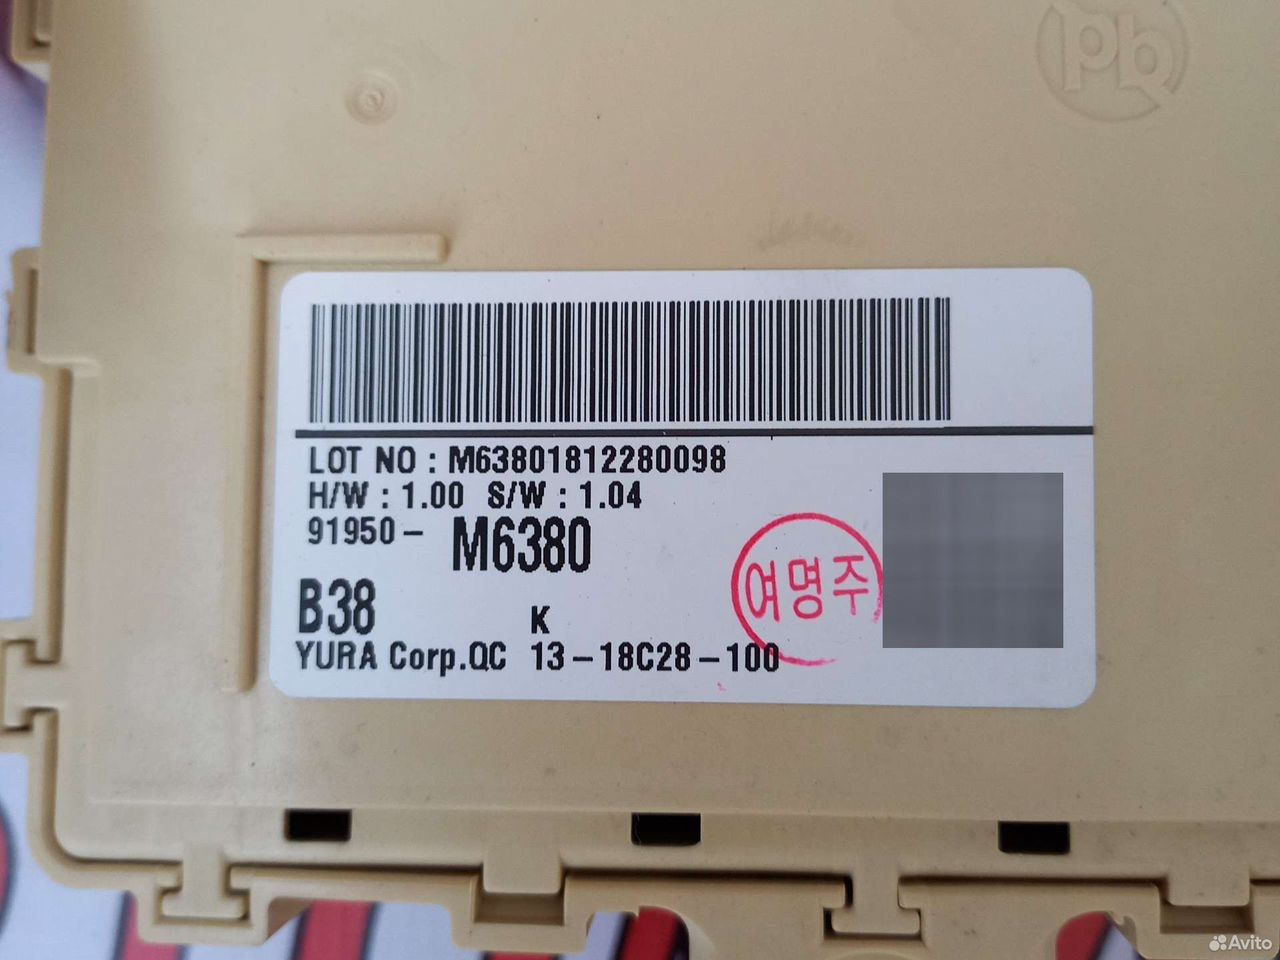 pb
LOT NO : M63801812280098
H/W : 1.00 S/W : 1.04
91950- M6380
여명주
B38 K
YURA Corp.QC 13-18C28-100
Avito